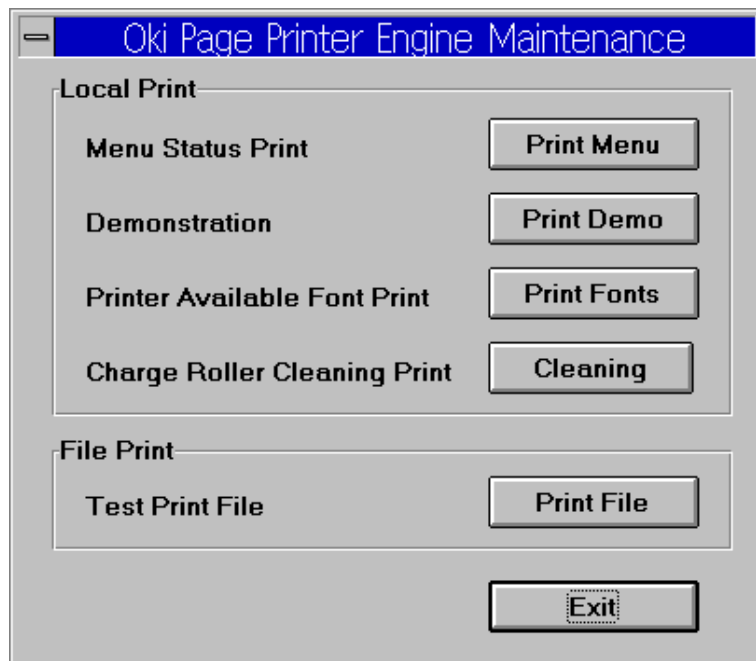 Oki Page Printer Engine Maintenance
Local Print
Menu Status Print Print Menu
Demonstration Print Demo
Printer Available Font Print Print Fonts
Charge Roller Cleaning Print Cleaning
File Print
Test Print File Print File
Exit